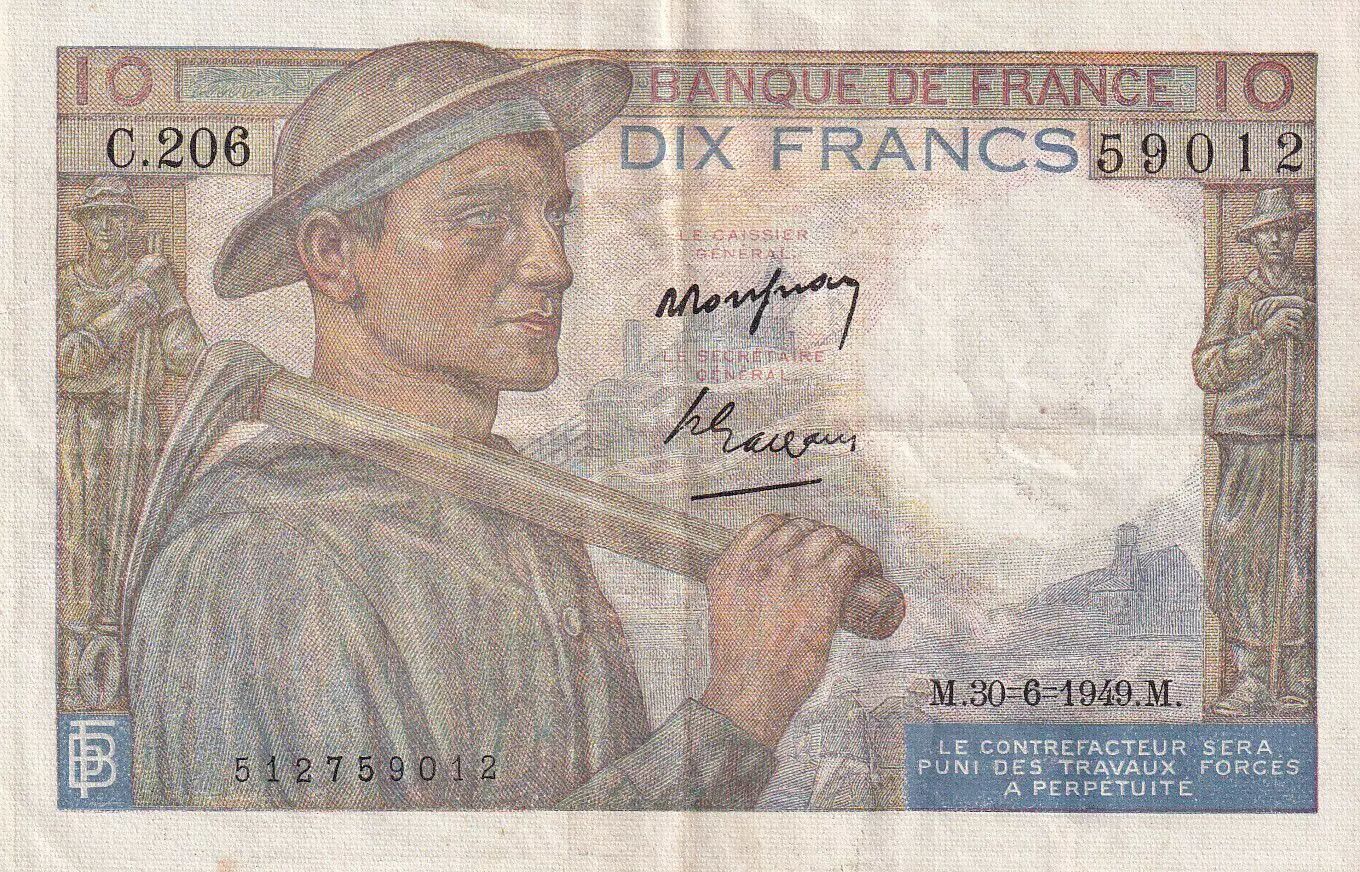 10 BANQUE DE FRANCE 10
C.206 DIX FRANCS 59012
LE CAISSIER
GÉNÉRAL
LE SECRÉTAIRE
GÉNÉRAL
M.30=6=1949.M.
LE CONTREFACTEUR SERA
PUNI DES TRAVAUX FORCES
A PERPÉTUITÉ
512759012